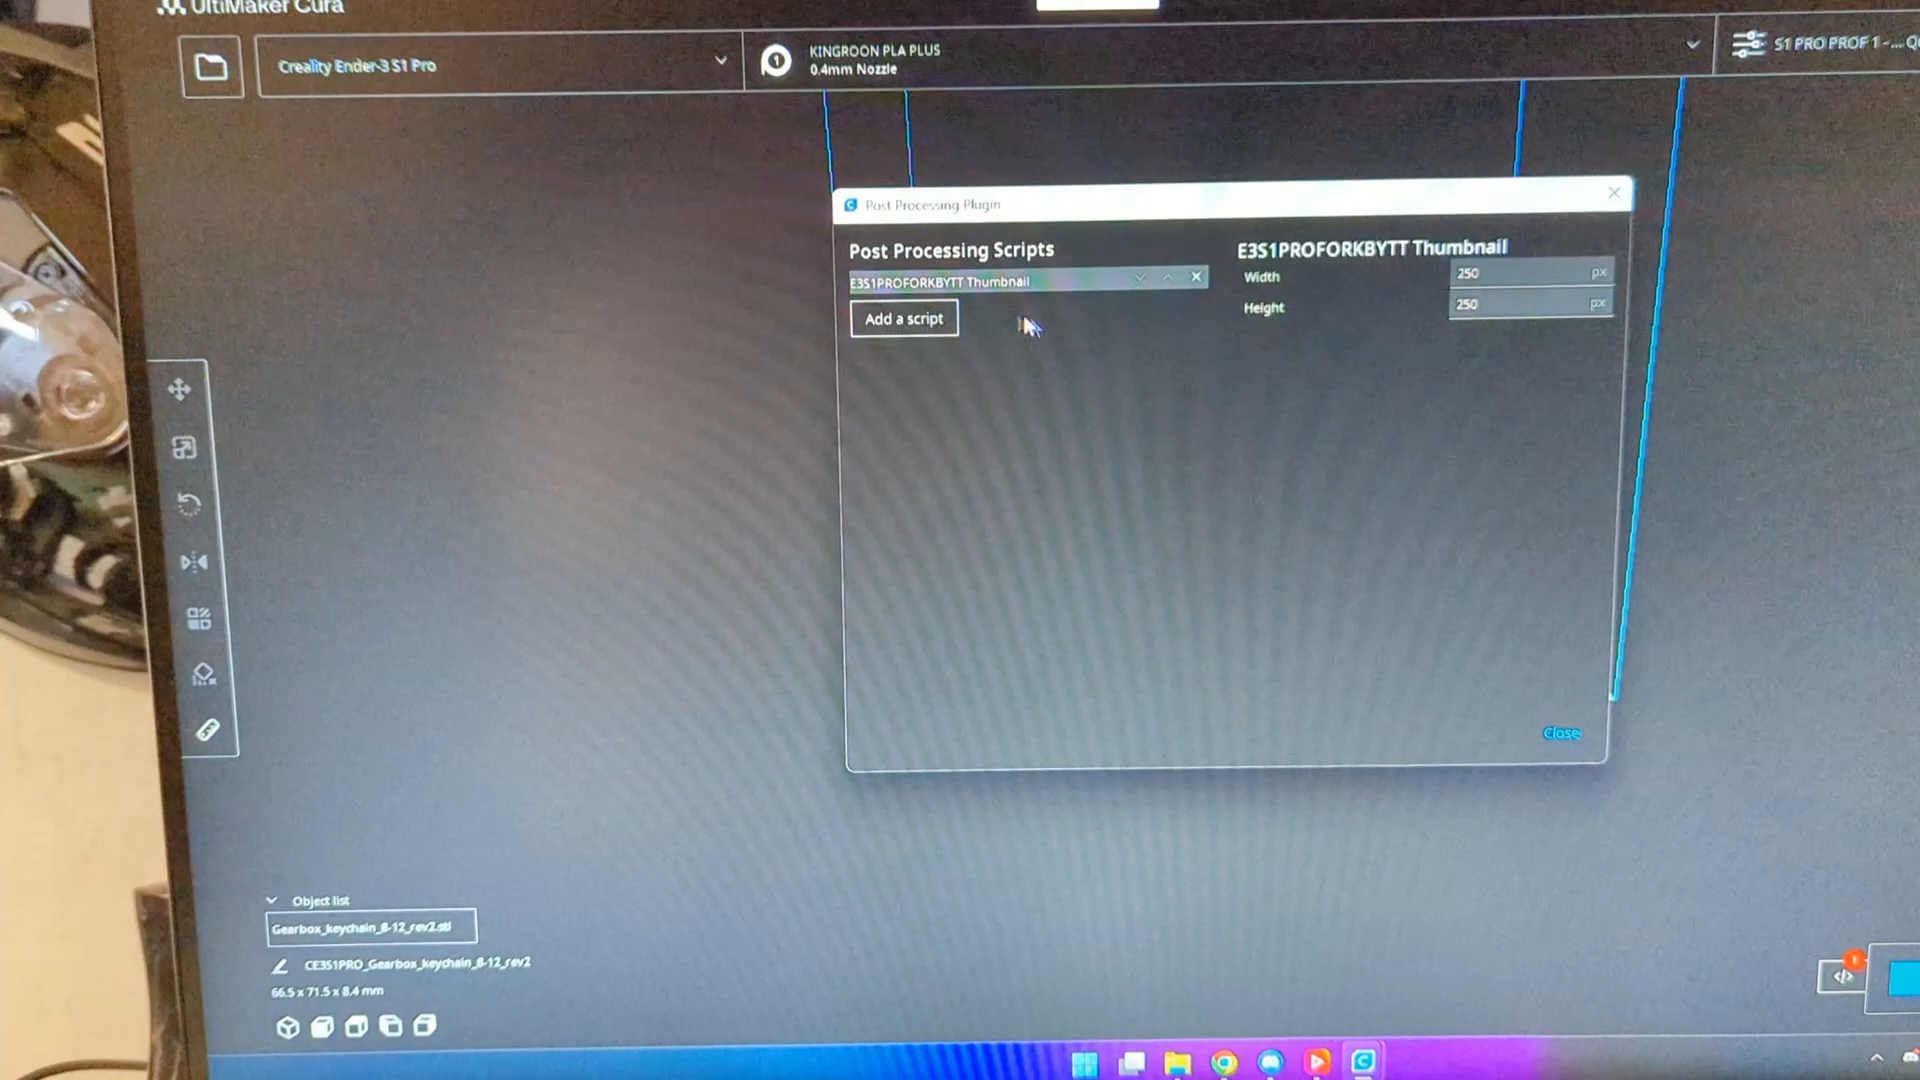 UltiMaker Cura
Creality Ender-3 S1 Pro
1
KINGROON PLA PLUS
0.4mm Nozzle
S1 PRO PROF 1 -...
Post Processing Plugin
Post Processing Scripts
E3S1PROFORKBYTT Thumbnail
Add a script
E3S1PROFORKBYTT Thumbnail
Width
250
px
Height
250
px
Close
Object list
Gearbox_keychain_8-12_rev2.stl
CE3S1PRO_Gearbox_keychain_8-12_rev2
66.5 x 71.5 x 8.4 mm
1